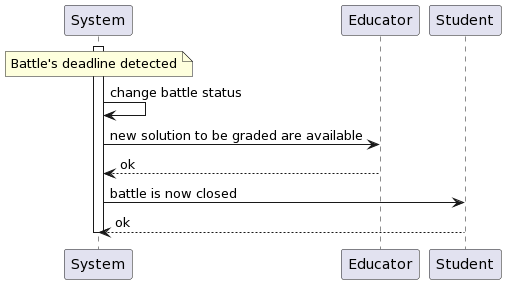 System Educator Student
Battle's deadline detected
change battle status
new solution to be graded are available
ok
battle is now closed
ok
System Educator Student